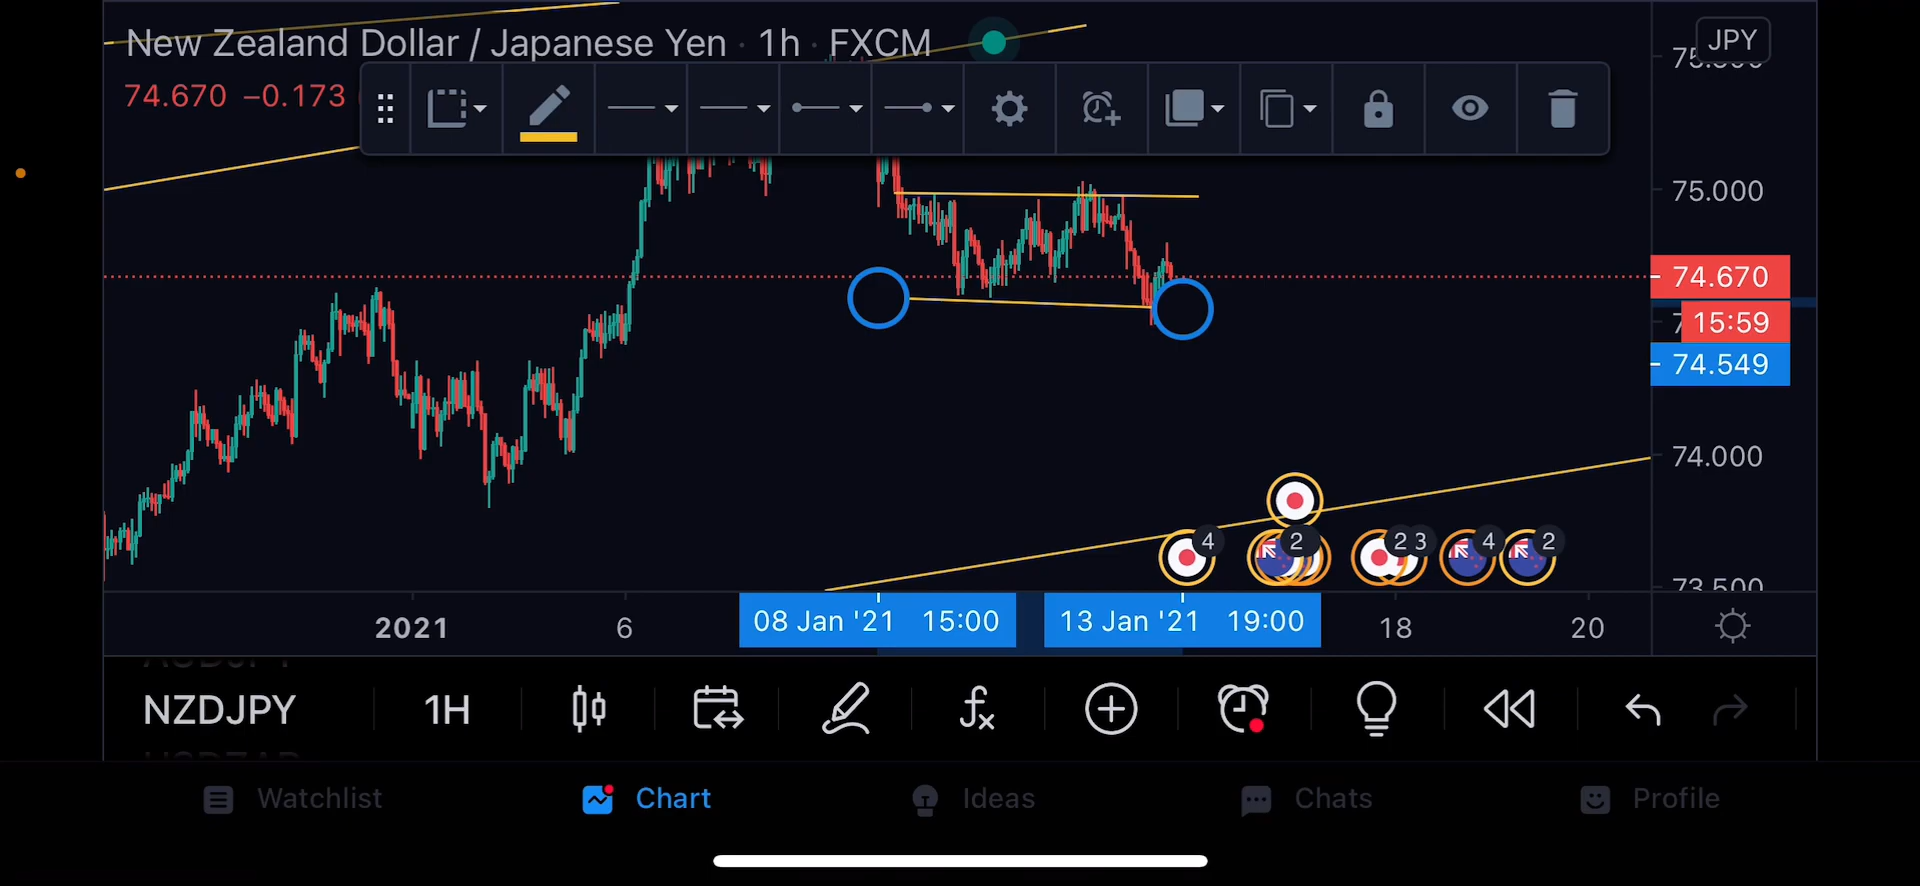 New Zealand Dollar / Japanese Yen · 1h · FXCM
JPY
74.670 −0.173
75.000
74.670
15:59
74.549
74.000
4
2
2 3
4
2
73.500
2021
6
08 Jan '21 15:00
13 Jan '21 19:00
18
20
NZDJPY
1H
Watchlist
Chart
Ideas
Chats
Profile